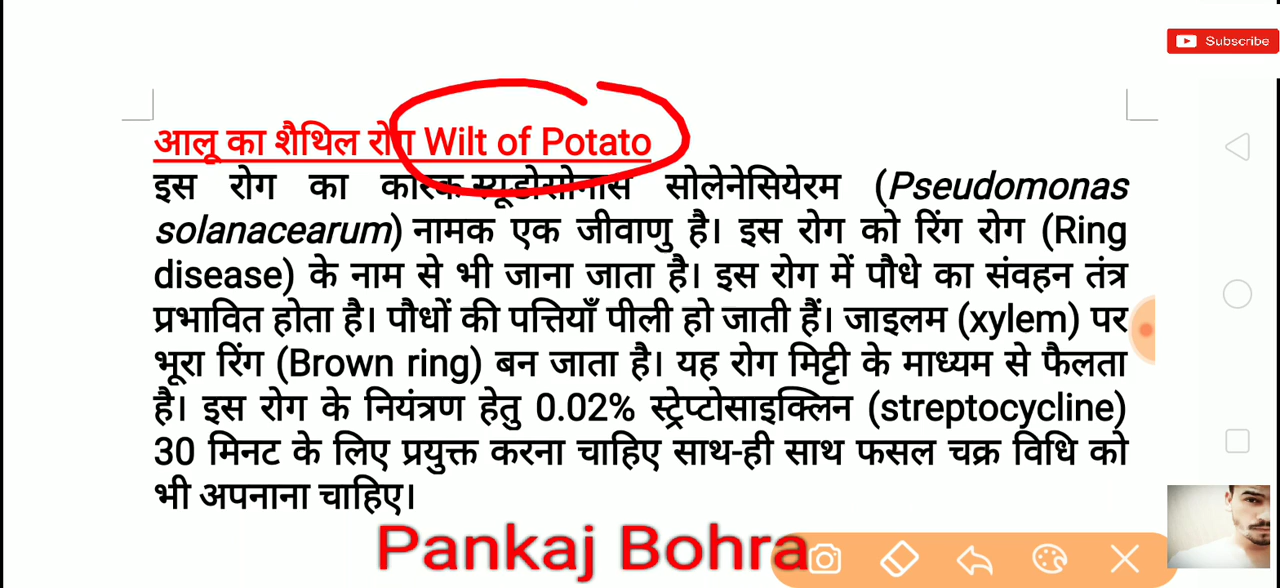 Subscribe
आलू का शैथिल रोग Wilt of Potato
इस रोग का कारक स्यूडोसोनास सोलेनेसियेरम (Pseudomonas
solanacearum) नामक एक जीवाणु है। इस रोग को रिंग रोग (Ring
disease) के नाम से भी जाना जाता है। इस रोग में पौधे का संवहन तंत्र
प्रभावित होता है। पौधों की पत्तियाँ पीली हो जाती हैं। जाइलम (xylem) पर
भूरा रिंग (Brown ring) बन जाता है। यह रोग मिट्टी के माध्यम से फैलता
है। इस रोग के नियंत्रण हेतु 0.02% स्ट्रेप्टोसाइक्लिन (streptocycline)
30 मिनट के लिए प्रयुक्त करना चाहिए साथ-ही साथ फसल चक्र विधि को
भी अपनाना चाहिए।
Pankaj Bohra